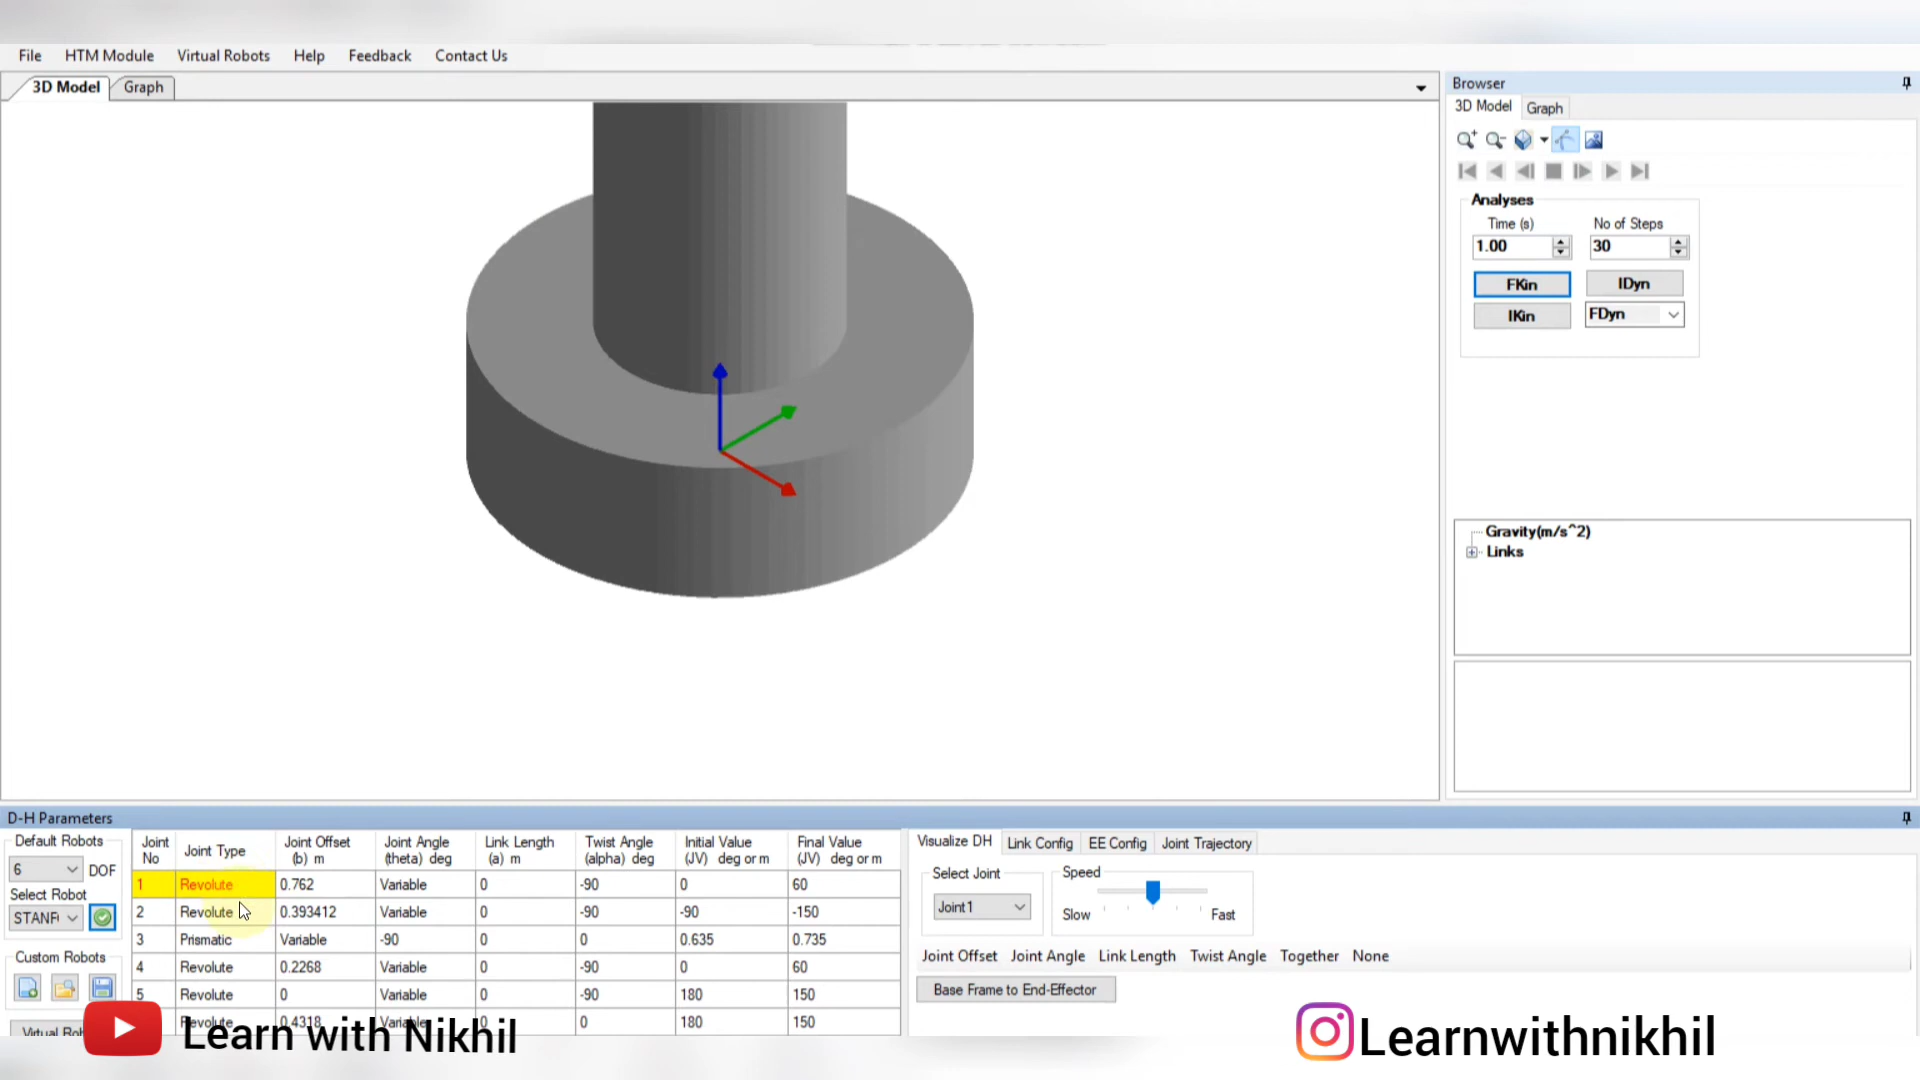 File HTM Module Virtual Robots Help Feedback Contact Us
3D Model Graph
Browser
3D Model Graph
Analyses
Time (s) No of Steps
1.00 30
FKin IDyn
IKin FDyn
Gravity(m/s^2)
Links
D-H Parameters
Default Robots
6 DOF
Select Robot
STANF
Custom Robots
Joint No Joint Type Joint Offset (b) m Joint Angle (theta) deg Link Length (a) m Twist Angle (alpha) deg Initial Value (JV) deg or m Final Value (JV) deg or m
1 Revolute 0.762 Variable 0 -90 0 60
2 Revolute 0.393412 Variable 0 -90 -90 -150
3 Prismatic Variable -90 0 0 0.635 0.735
4 Revolute 0.2268 Variable 0 -90 0 60
5 Revolute 0 Variable 0 -90 180 150
Revolute 0.4318 Variable 0 0 180 150
Visualize DH Link Config EE Config Joint Trajectory
Select Joint
Joint1
Speed
Slow Fast
Joint Offset Joint Angle Link Length Twist Angle Together None
Base Frame to End-Effector
Learn with Nikhil
Learnwithnikhil